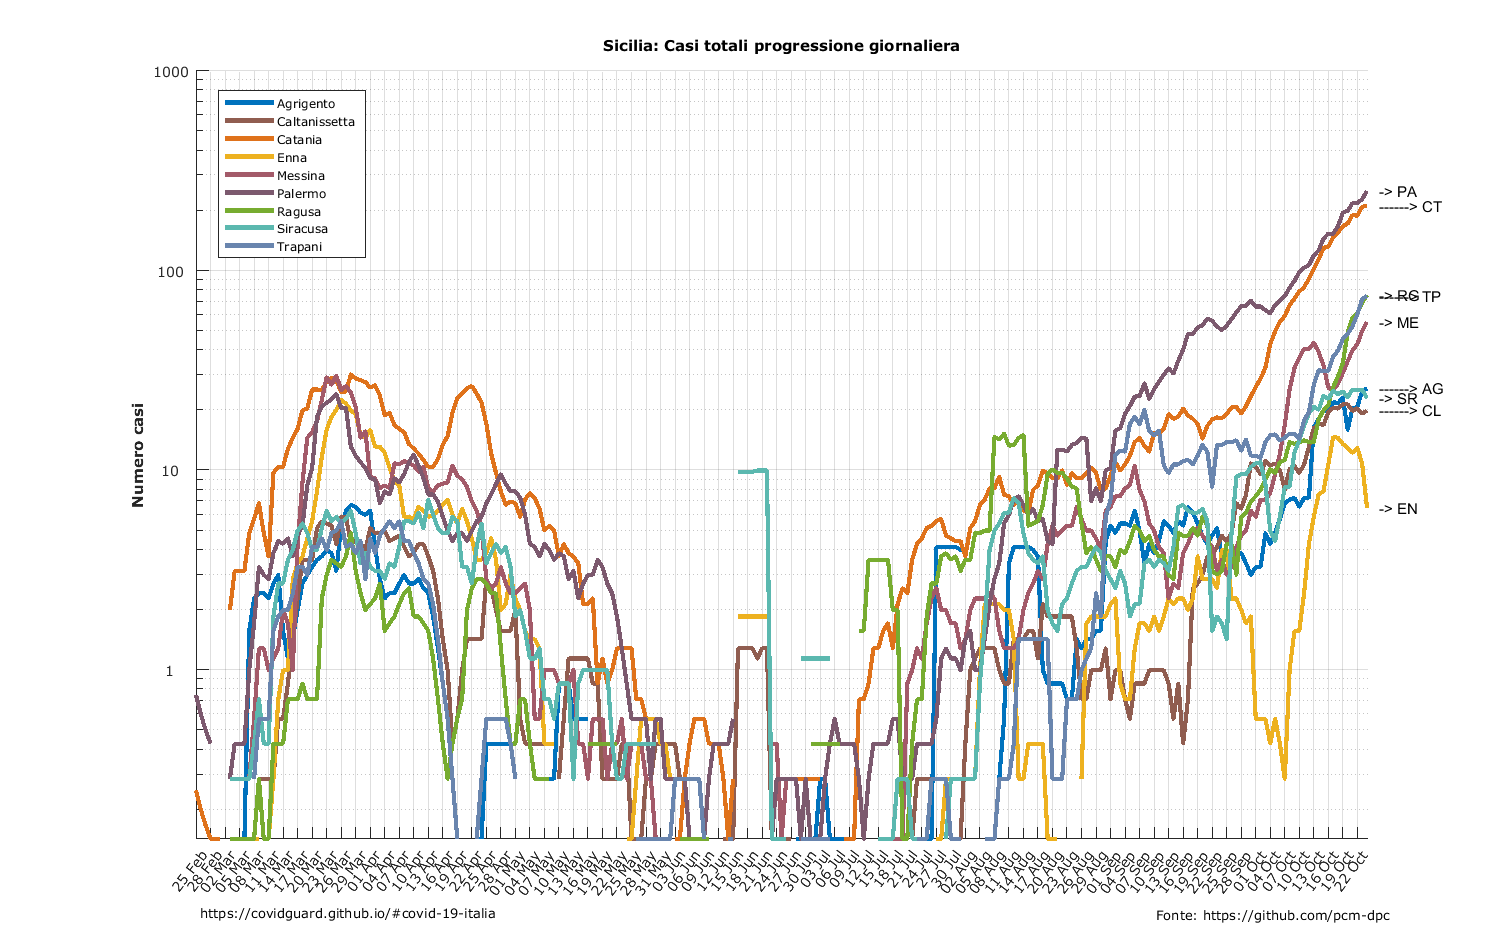 Sicilia: Casi totali progressione giornaliera
1000
100
10
1
Numero casi
Agrigento
Caltanissetta
Catania
Enna
Messina
Palermo
Ragusa
Siracusa
Trapani
-> PA
------> CT
-> RG
------> TP
-> ME
------> AG
-> SR
------> CL
-> EN
25 Feb
28 Feb
02 Mar
05 Mar
08 Mar
11 Mar
14 Mar
17 Mar
20 Mar
23 Mar
26 Mar
29 Mar
01 Apr
04 Apr
07 Apr
10 Apr
13 Apr
16 Apr
19 Apr
22 Apr
25 Apr
28 Apr
01 May
04 May
07 May
10 May
13 May
16 May
19 May
22 May
25 May
28 May
31 May
03 Jun
06 Jun
09 Jun
12 Jun
15 Jun
18 Jun
21 Jun
24 Jun
27 Jun
30 Jun
03 Jul
06 Jul
09 Jul
12 Jul
15 Jul
18 Jul
21 Jul
24 Jul
27 Jul
30 Jul
02 Aug
05 Aug
08 Aug
11 Aug
14 Aug
17 Aug
20 Aug
23 Aug
26 Aug
29 Aug
01 Sep
04 Sep
07 Sep
10 Sep
13 Sep
16 Sep
19 Sep
22 Sep
25 Sep
28 Sep
01 Oct
04 Oct
07 Oct
10 Oct
13 Oct
16 Oct
19 Oct
22 Oct
https://covidguard.github.io/#covid-19-italia
Fonte: https://github.com/pcm-dpc